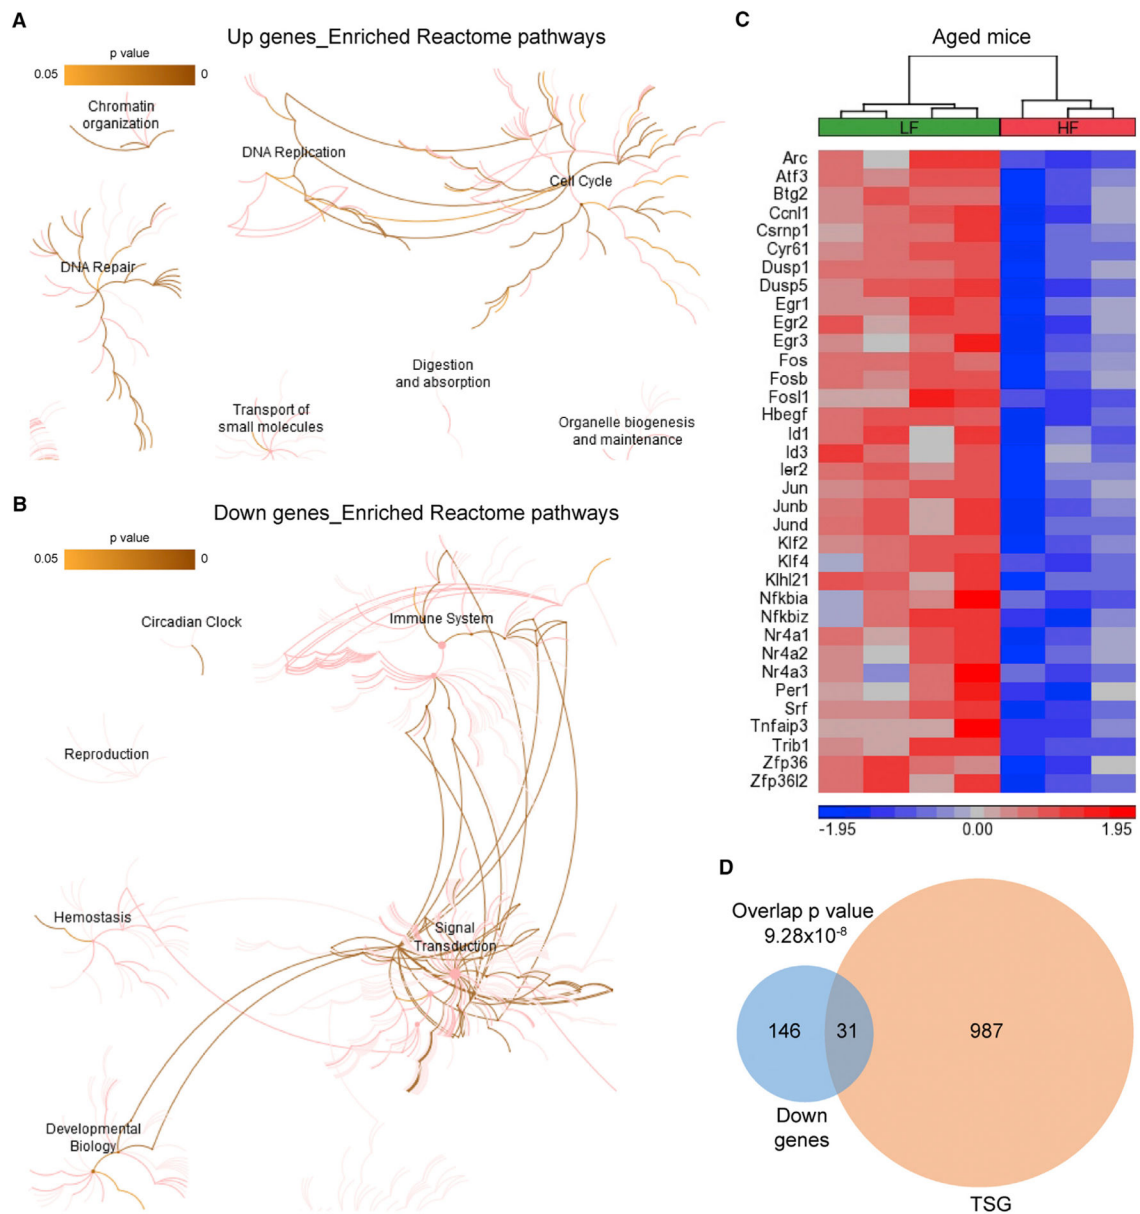 A
Up genes_Enriched Reactome pathways
p value
0.05
0
Chromatin
organization
DNA Replication
Cell Cycle
DNA Repair
Digestion
and absorption
Transport of
small molecules
Organelle biogenesis
and maintenance
B
Down genes_Enriched Reactome pathways
p value
0.05
0
Circadian Clock
Immune System
Reproduction
Hemostasis
Signal
Transduction
Developmental
Biology
C
Aged mice
LF
HF
Arc
Atf3
Btg2
Ccnl1
Csrnp1
Cyr61
Dusp1
Dusp5
Egr1
Egr2
Egr3
Fos
Fosb
Fosl1
Hbegf
Id1
Id3
Ier2
Jun
Junb
Jund
Klf2
Klf4
Klhl21
Nfkbia
Nfkbiz
Nr4a1
Nr4a2
Nr4a3
Per1
Srf
Tnfaip3
Trib1
Zfp36
Zfp36l2
-1.95
0.00
1.95
D
Overlap p value
9.28x10⁻⁸
146
31
987
Down
genes
TSG